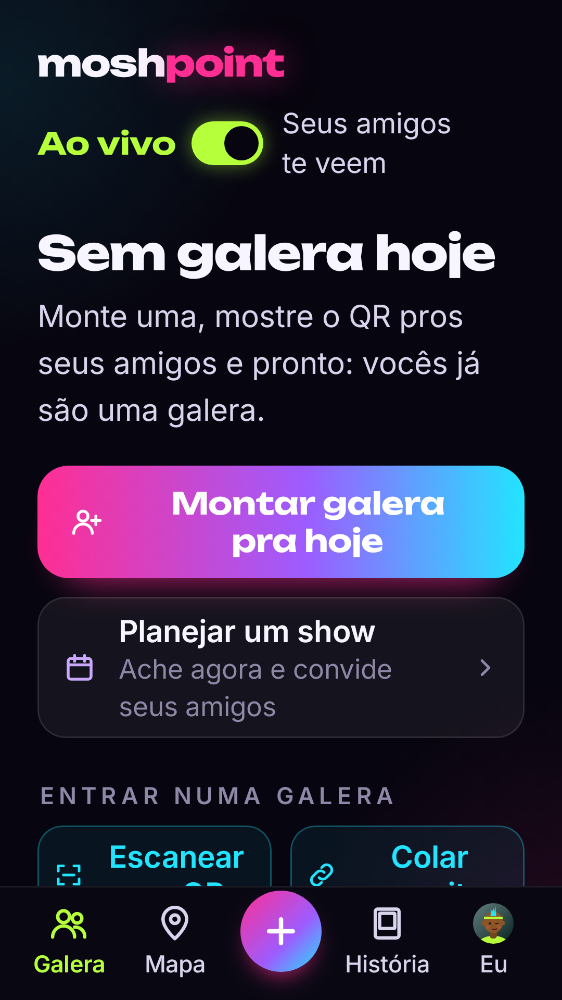 moshpoint
Ao vivo
Seus amigos
te veem
Sem galera hoje
Monte uma, mostre o QR pros
seus amigos e pronto: vocês já
são uma galera.
Montar galera
pra hoje
Planejar um show
Ache agora e convide
seus amigos
ENTRAR NUMA GALERA
Escanear
Colar
Galera
Mapa
História
Eu